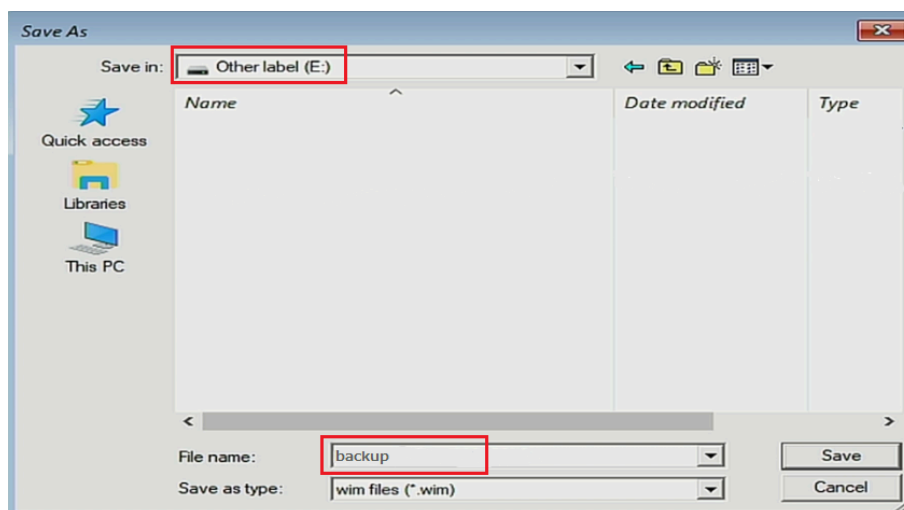 Save As
Save in: Other label (E:)
Name Date modified Type
Quick access
Libraries
This PC
File name: backup
Save as type: wim files (*.wim)
Save
Cancel